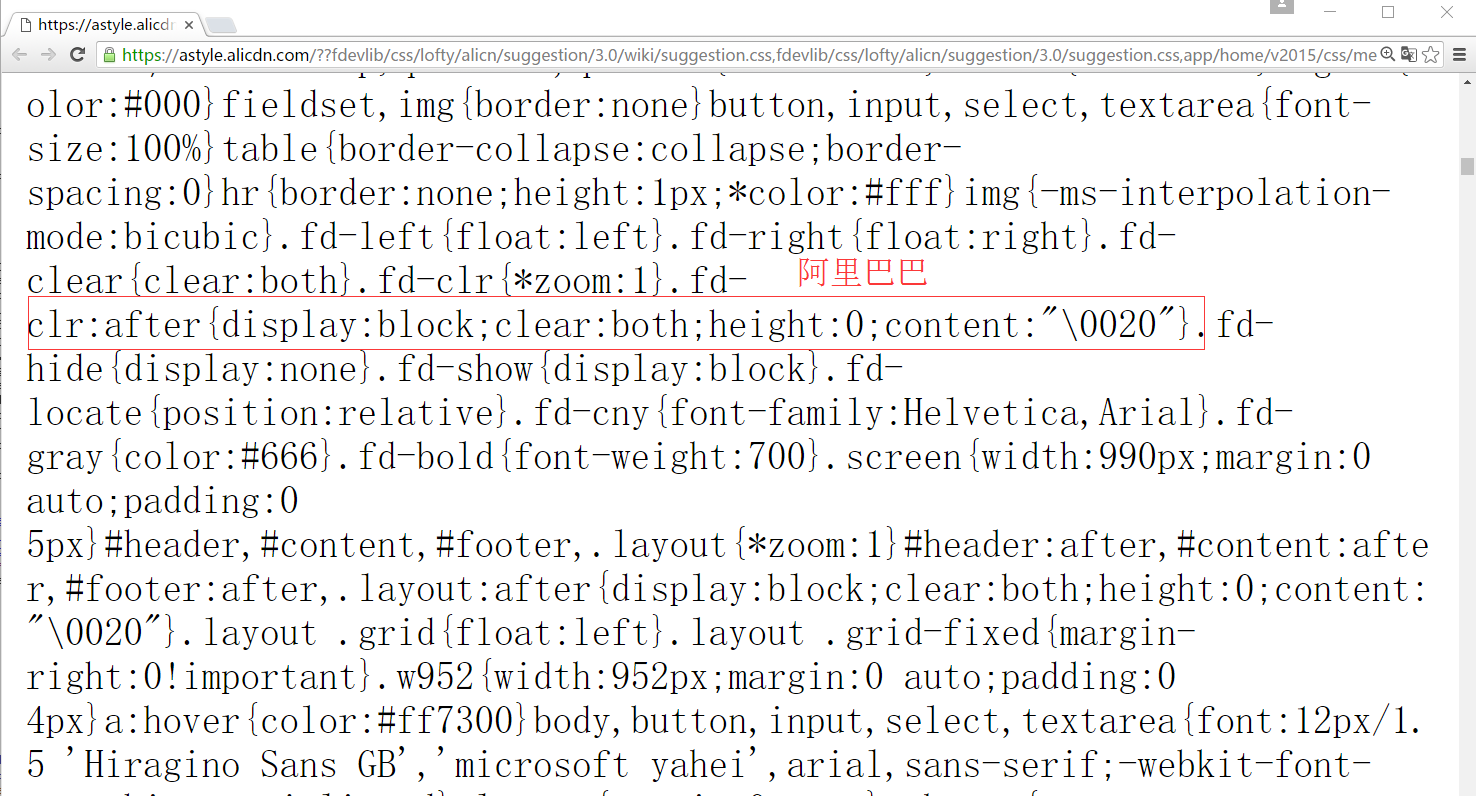 https://astyle.alicdn
https://astyle.alicdn.com/??fdevlib/css/lofty/alicn/suggestion/3.0/wiki/suggestion.css,fdevlib/css/lofty/alicn/suggestion/3.0/suggestion.css,app/home/v2015/css/me
olor:#000}fieldset,img{border:none}button,input,select,textarea{font-
size:100%}table{border-collapse:collapse;border-
spacing:0}hr{border:none;height:1px;*color:#fff}img{-ms-interpolation-
mode:bicubic}.fd-left{float:left}.fd-right{float:right}.fd-
clear{clear:both}.fd-clr{*zoom:1}.fd-
阿里巴巴
clr:after{display:block;clear:both;height:0;content:"\0020"}.fd-
hide{display:none}.fd-show{display:block}.fd-
locate{position:relative}.fd-cny{font-family:Helvetica,Arial}.fd-
gray{color:#666}.fd-bold{font-weight:700}.screen{width:990px;margin:0
auto;padding:0
5px}#header,#content,#footer,.layout{*zoom:1}#header:after,#content:afte
r,#footer:after,.layout:after{display:block;clear:both;height:0;content:
"\0020"}.layout .grid{float:left}.layout .grid-fixed{margin-
right:0!important}.w952{width:952px;margin:0 auto;padding:0
4px}a:hover{color:#ff7300}body,button,input,select,textarea{font:12px/1.
5 'Hiragino Sans GB','microsoft yahei',arial,sans-serif;-webkit-font-